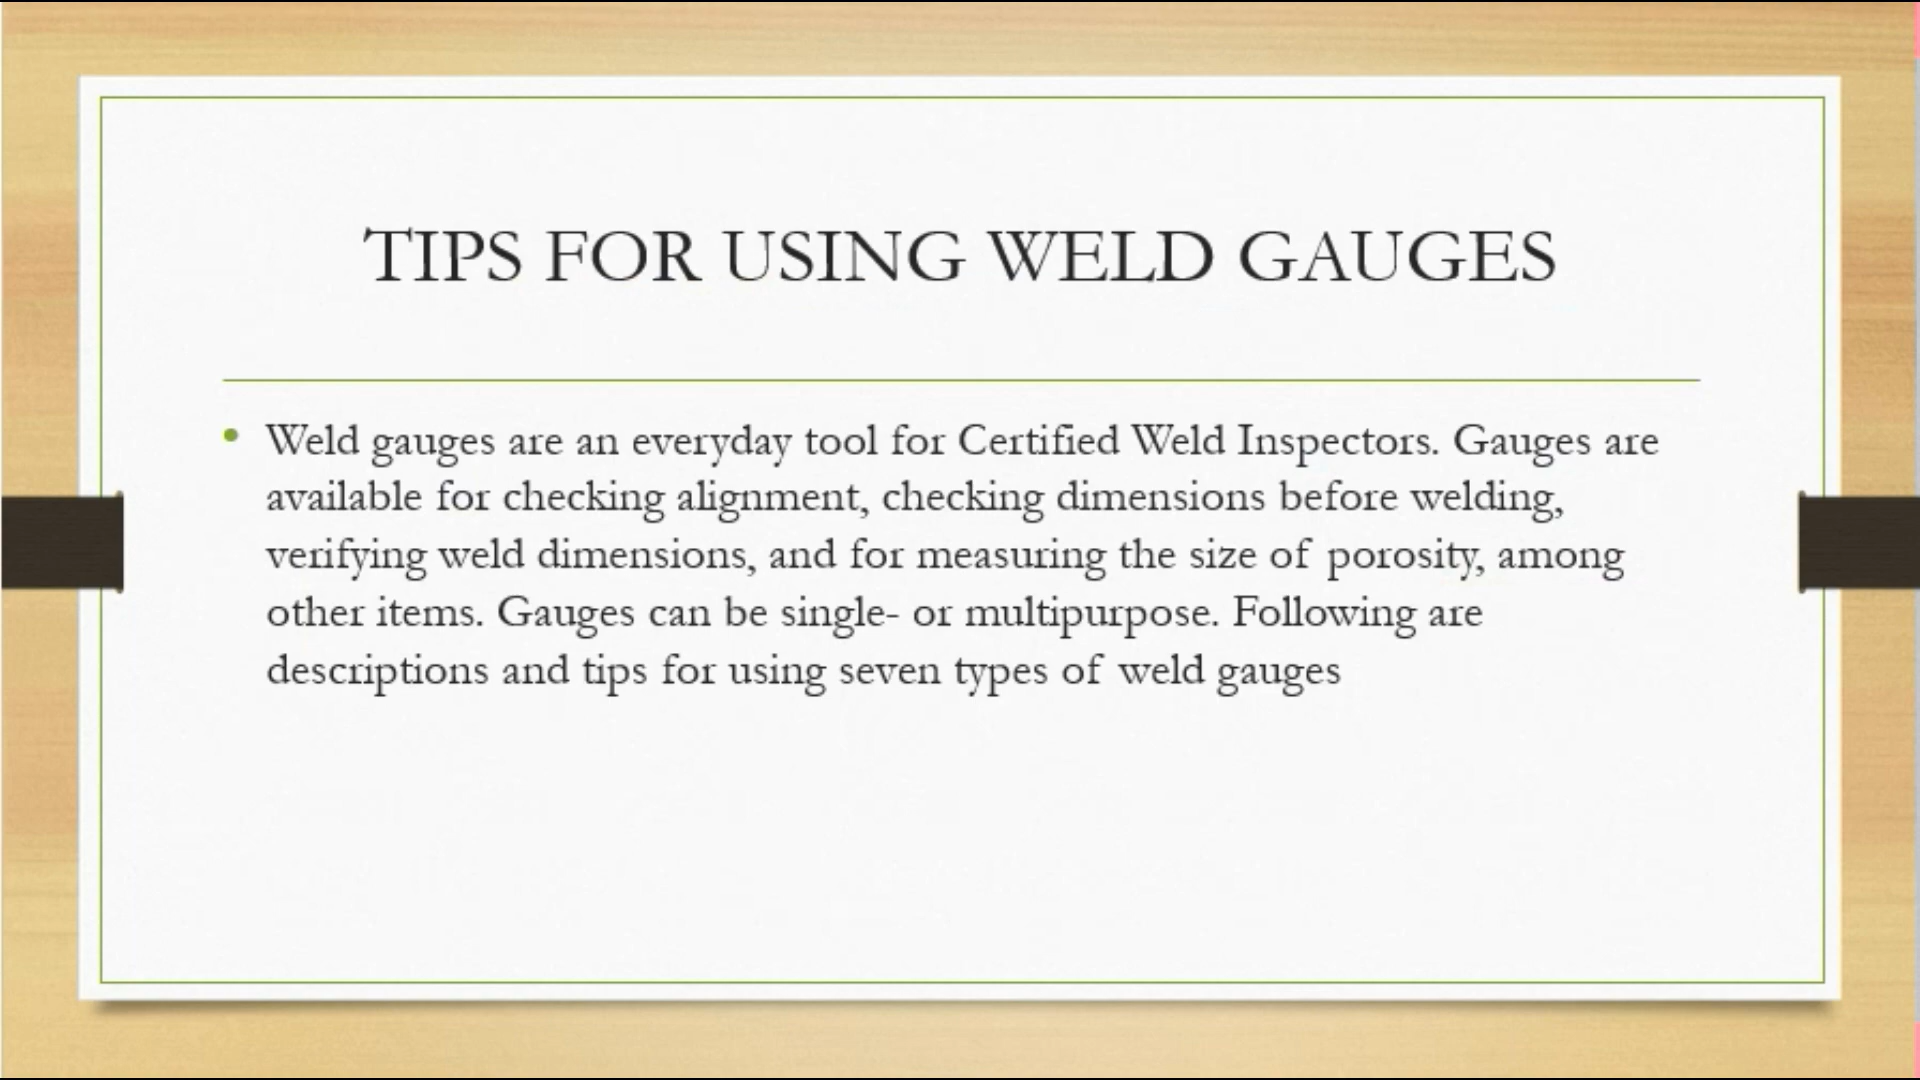 TIPS FOR USING WELD GAUGES
• Weld gauges are an everyday tool for Certified Weld Inspectors. Gauges are
available for checking alignment, checking dimensions before welding,
verifying weld dimensions, and for measuring the size of porosity, among
other items. Gauges can be single- or multipurpose. Following are
descriptions and tips for using seven types of weld gauges